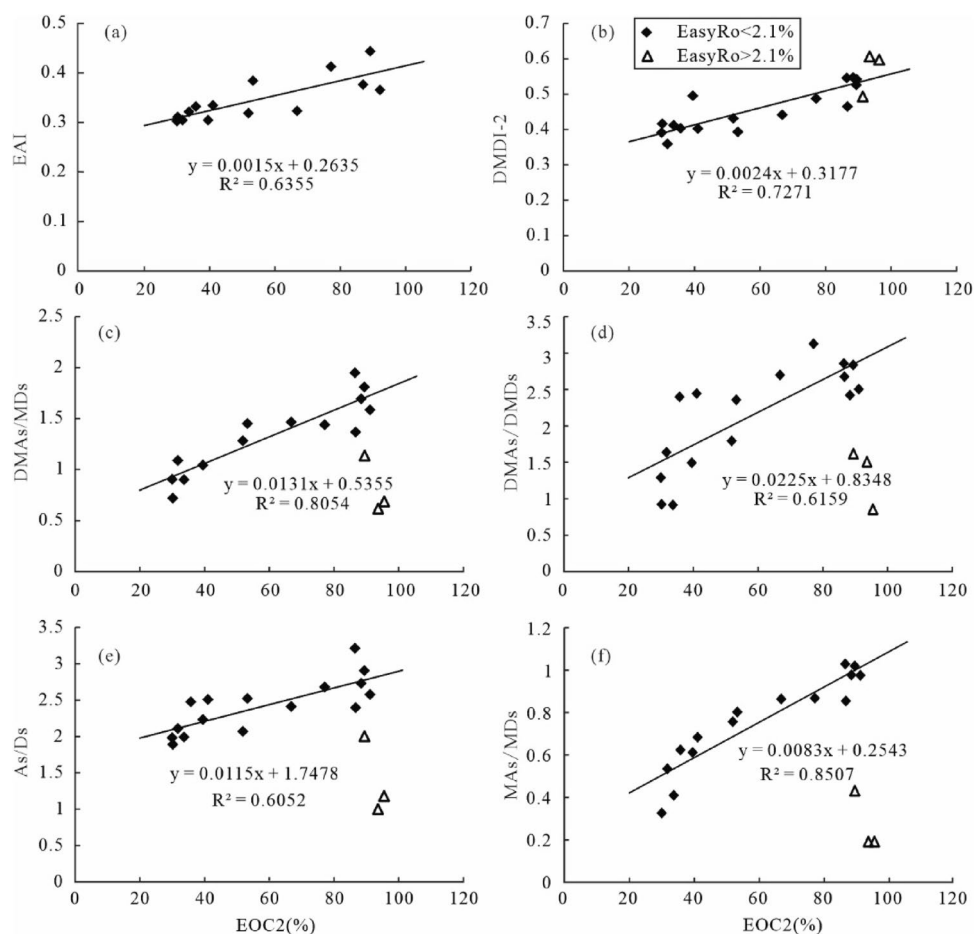 (a)
0.5
0.4
0.3
0.2
0.1
0
EAI
y = 0.0015x + 0.2635
R² = 0.6355
0 20 40 60 80 100 120
(b)
◆ EasyRo<2.1%
△ EasyRo>2.1%
0.7
0.6
0.5
0.4
0.3
0.2
0.1
0
DMDI-2
y = 0.0024x + 0.3177
R² = 0.7271
0 20 40 60 80 100 120
(c)
2.5
2
1.5
1
0.5
0
DMAs/MDs
y = 0.0131x + 0.5355
R² = 0.8054
0 20 40 60 80 100 120
(d)
3.5
3
2.5
2
1.5
1
0.5
0
DMAs/DMDs
y = 0.0225x + 0.8348
R² = 0.6159
0 20 40 60 80 100 120
(e)
3.5
3
2.5
2
1.5
1
0.5
0
As/Ds
y = 0.0115x + 1.7478
R² = 0.6052
0 20 40 60 80 100 120
EOC2(%)
(f)
1.2
1
0.8
0.6
0.4
0.2
0
MAs/MDs
y = 0.0083x + 0.2543
R² = 0.8507
0 20 40 60 80 100 120
EOC2(%)